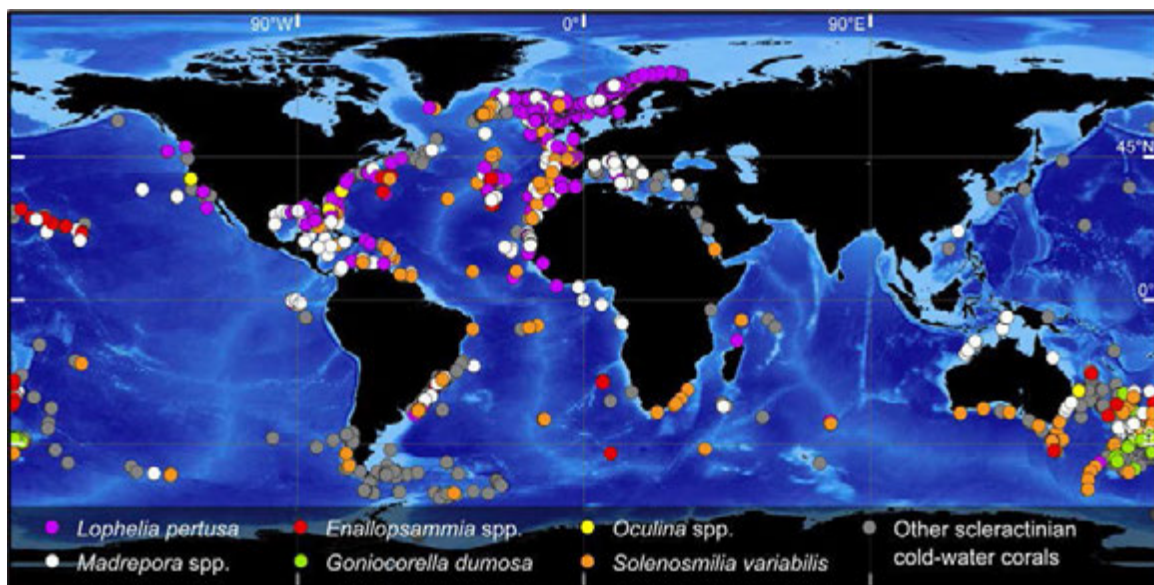 90°W 0° 90°E
45°N
0°
Lophelia pertusa Enallopsammia spp. Oculina spp. Other scleractinian
cold-water corals
Madrepora spp. Goniocorella dumosa Solenosmilia variabilis